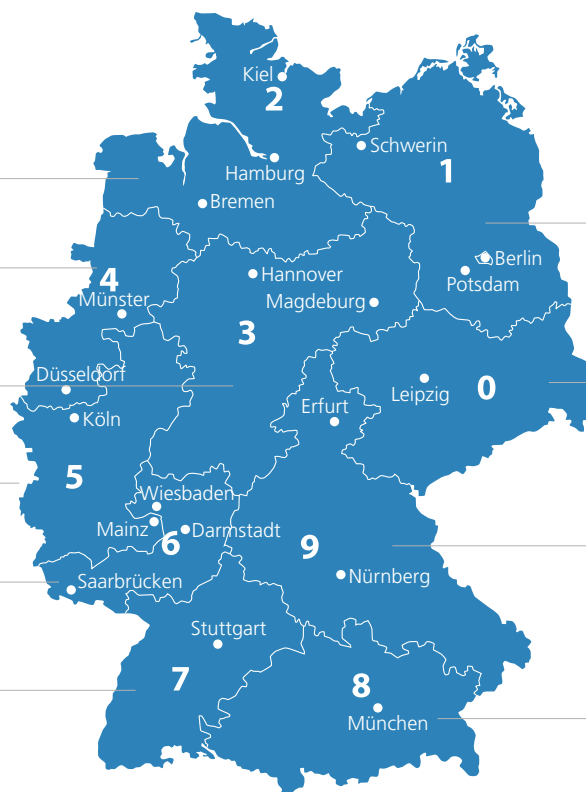 Kiel
2
Schwerin
Hamburg
1
Bremen
Berlin
4
Hannover
Potsdam
Münster
Magdeburg
3
Düsseldorf
Leipzig
0
Erfurt
Köln
5
Wiesbaden
Mainz
Darmstadt
6
9
Saarbrücken
Nürnberg
Stuttgart
7
8
München